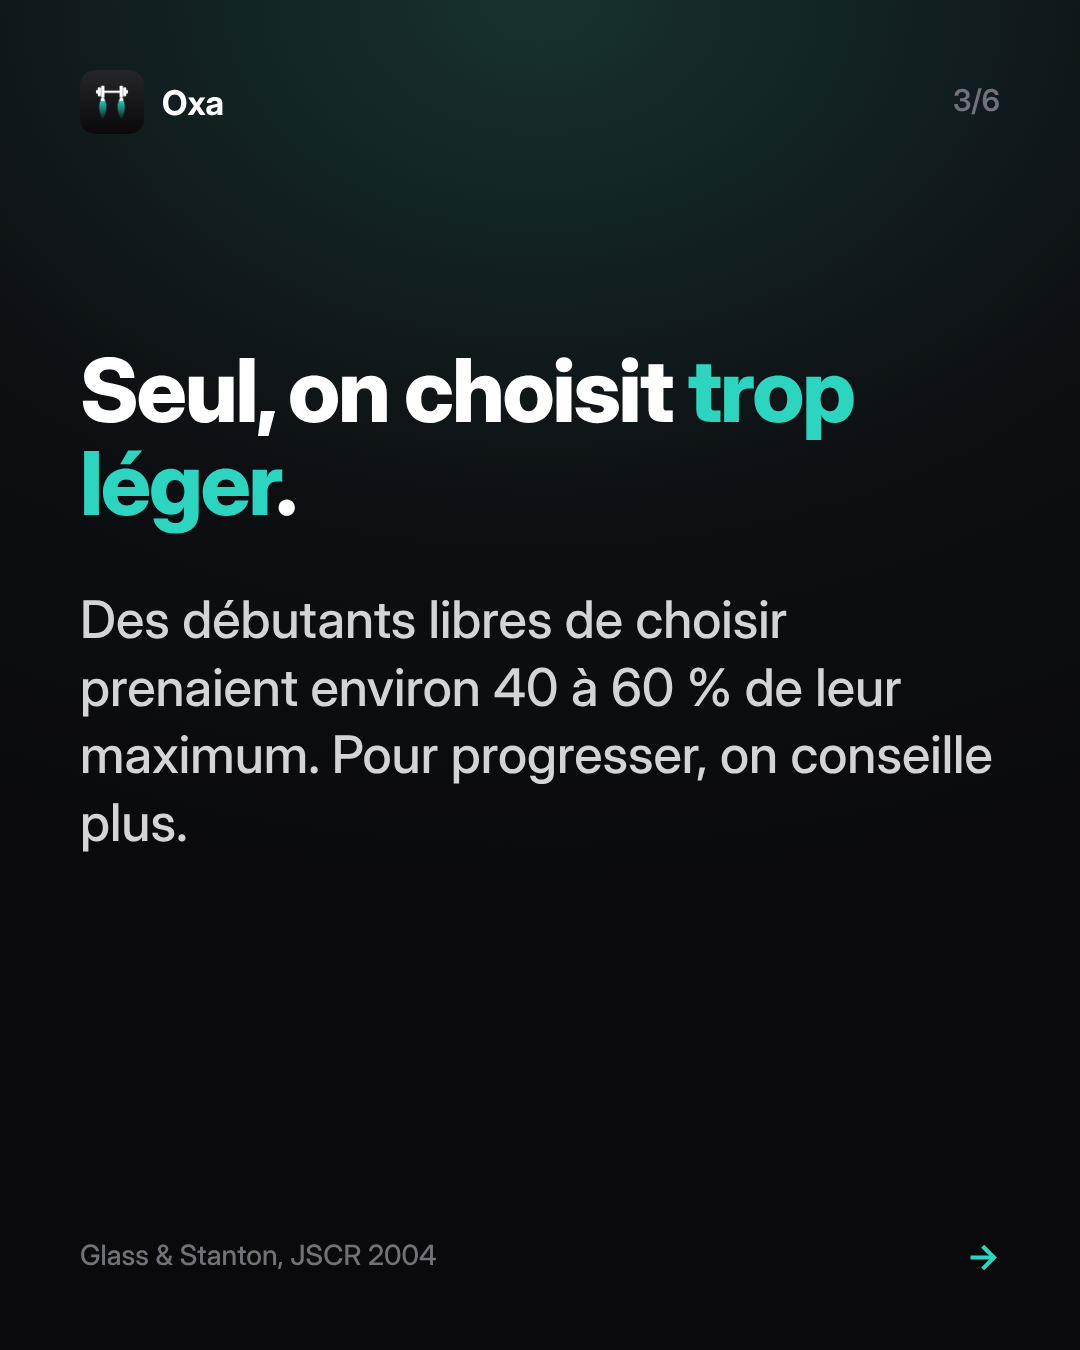 Oxa
3/6
Seul, on choisit trop
léger.
Des débutants libres de choisir
prenaient environ 40 à 60 % de leur
maximum. Pour progresser, on conseille
plus.
Glass & Stanton, JSCR 2004